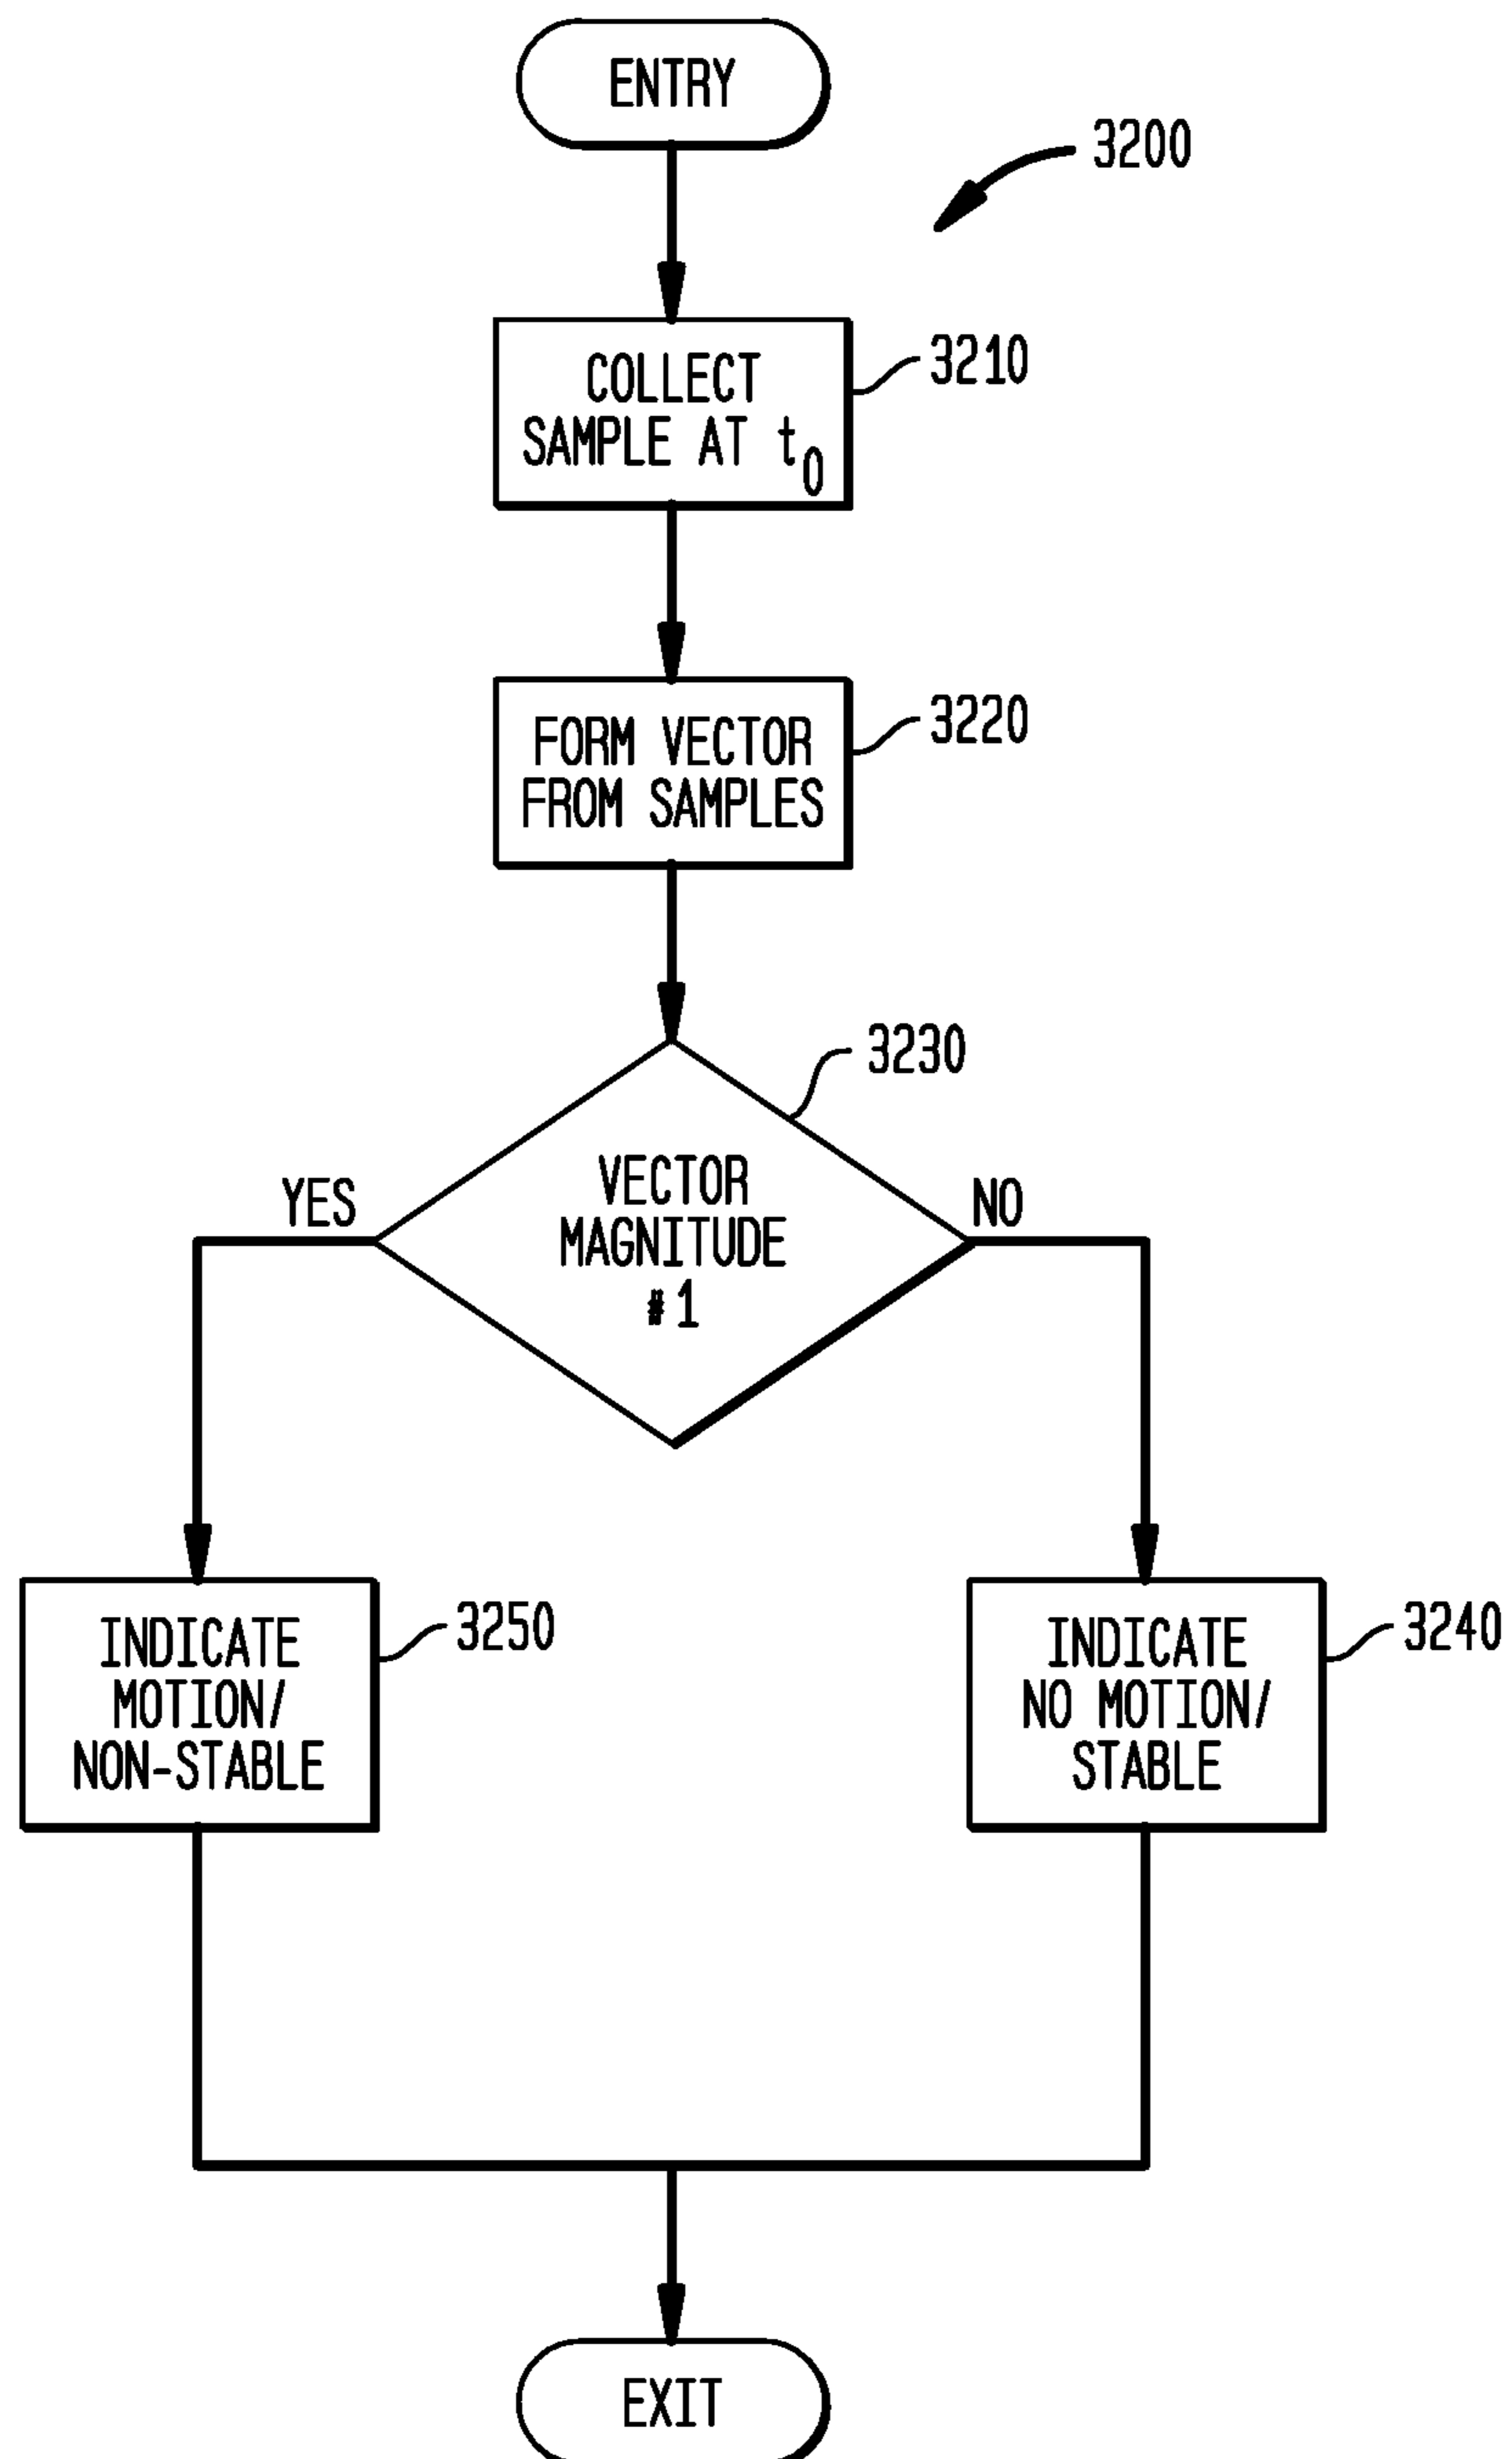 ENTRY
3200
COLLECT
SAMPLE AT t0
3210
FORM VECTOR
FROM SAMPLES
3220
3230
VECTOR
MAGNITUDE
#1
YES
NO
INDICATE
MOTION/
NON-STABLE
3250
INDICATE
NO MOTION/
STABLE
3240
EXIT